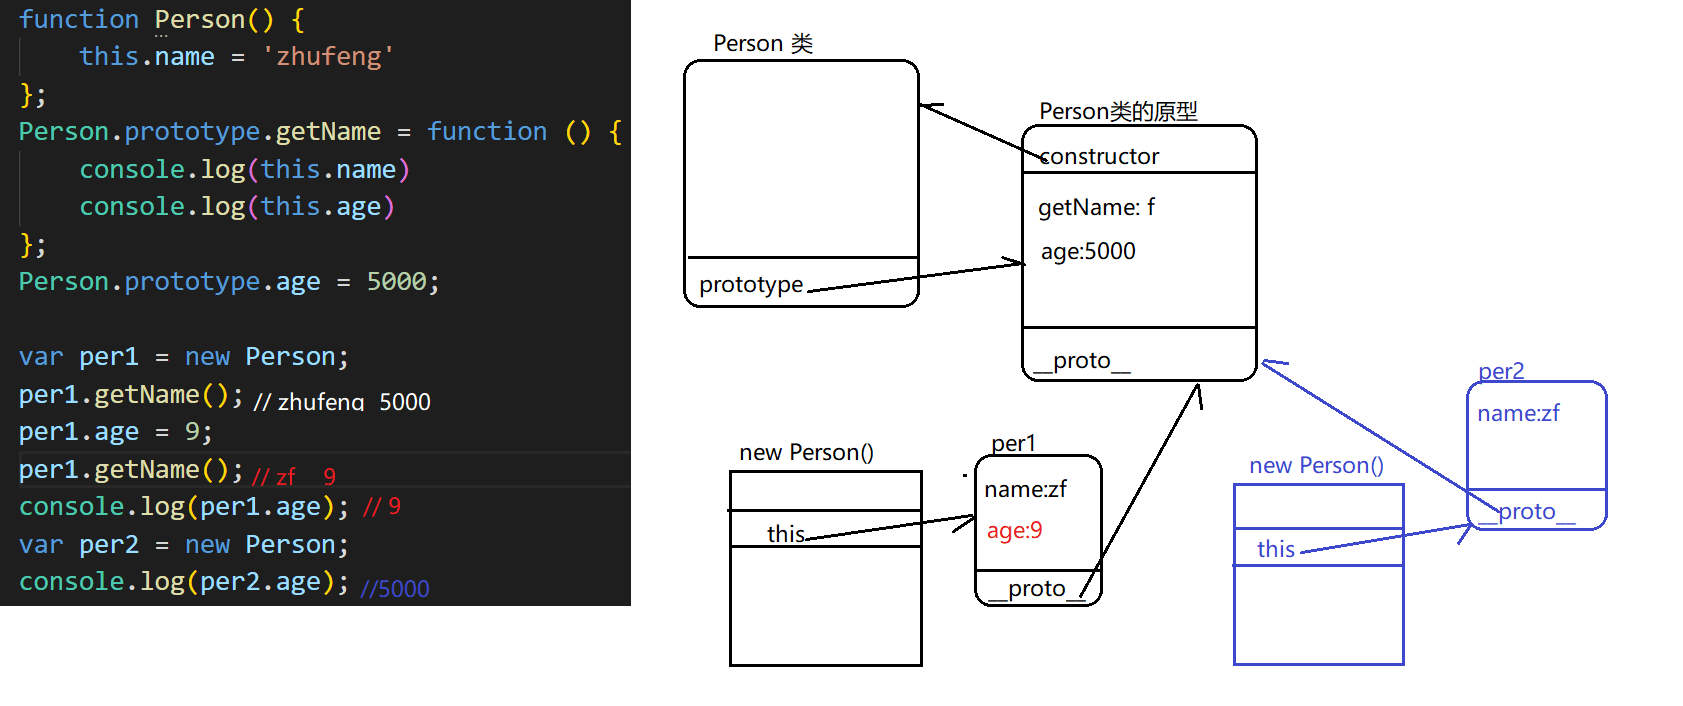 function Person() {
this.name = 'zhufeng'
};
Person.prototype.getName = function () {
console.log(this.name)
console.log(this.age)
};
Person.prototype.age = 5000;
var per1 = new Person;
per1.getName(); // zhufeng 5000
per1.age = 9;
per1.getName(); // zf 9
console.log(per1.age); // 9
var per2 = new Person;
console.log(per2.age); //5000
Person 类
prototype
Person类的原型
constructor
getName: f
age:5000
__proto__
new Person()
this
per1
name:zf
age:9
__proto__
new Person()
this
per2
name:zf
__proto__